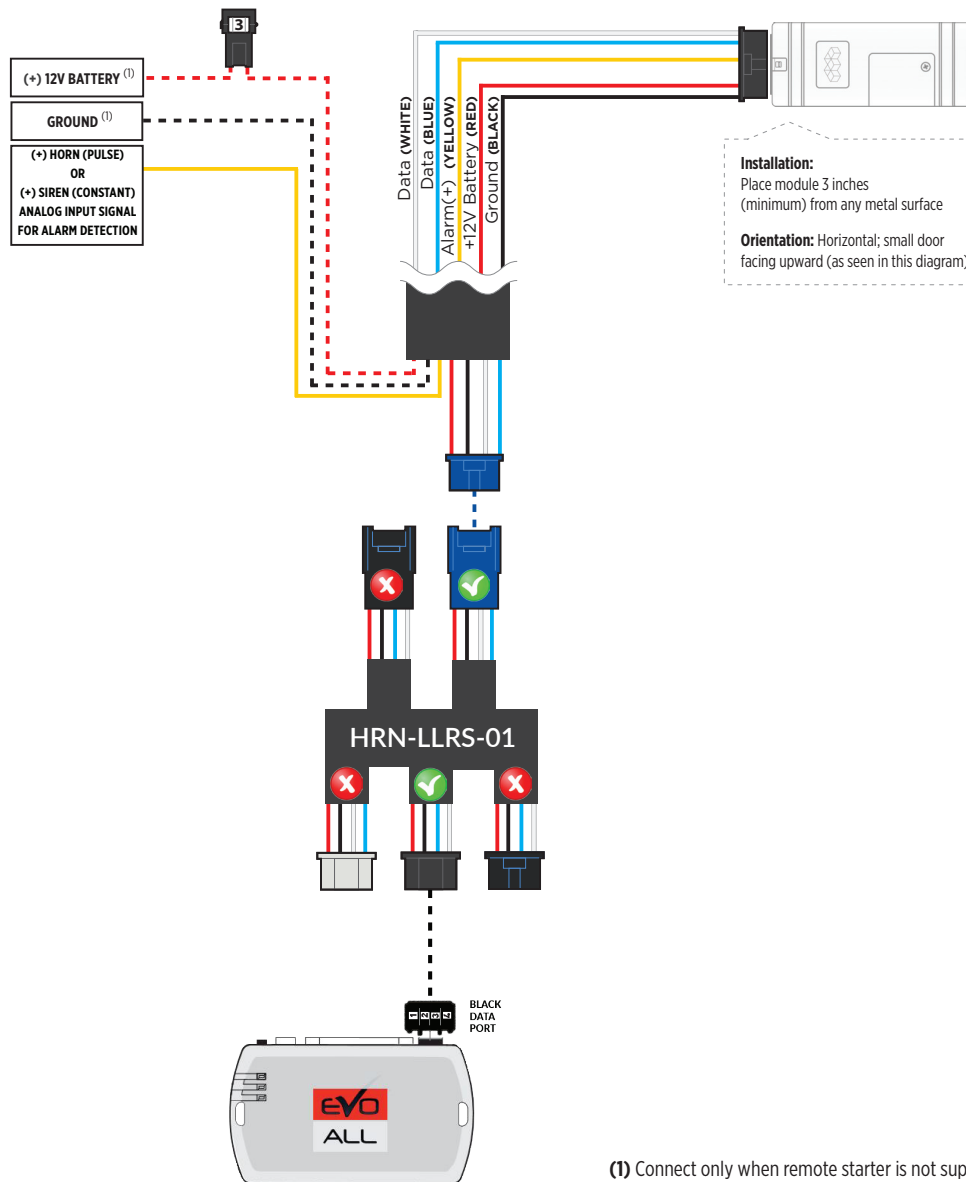 3
(+) 12V BATTERY (1)
GROUND (1)
(+) HORN (PULSE)
OR
(+) SIREN (CONSTANT)
ANALOG INPUT SIGNAL
FOR ALARM DETECTION
Data (WHITE)
Data (BLUE)
Alarm(+) (YELLOW)
+12V Battery (RED)
Ground (BLACK)
Installation:
Place module 3 inches
(minimum) from any metal surface
Orientation: Horizontal; small door
facing upward (as seen in this diagram)
HRN-LLRS-01
BLACK
DATA
PORT
1 2 3 4
EVO
ALL
(1) Connect only when remote starter is not sup